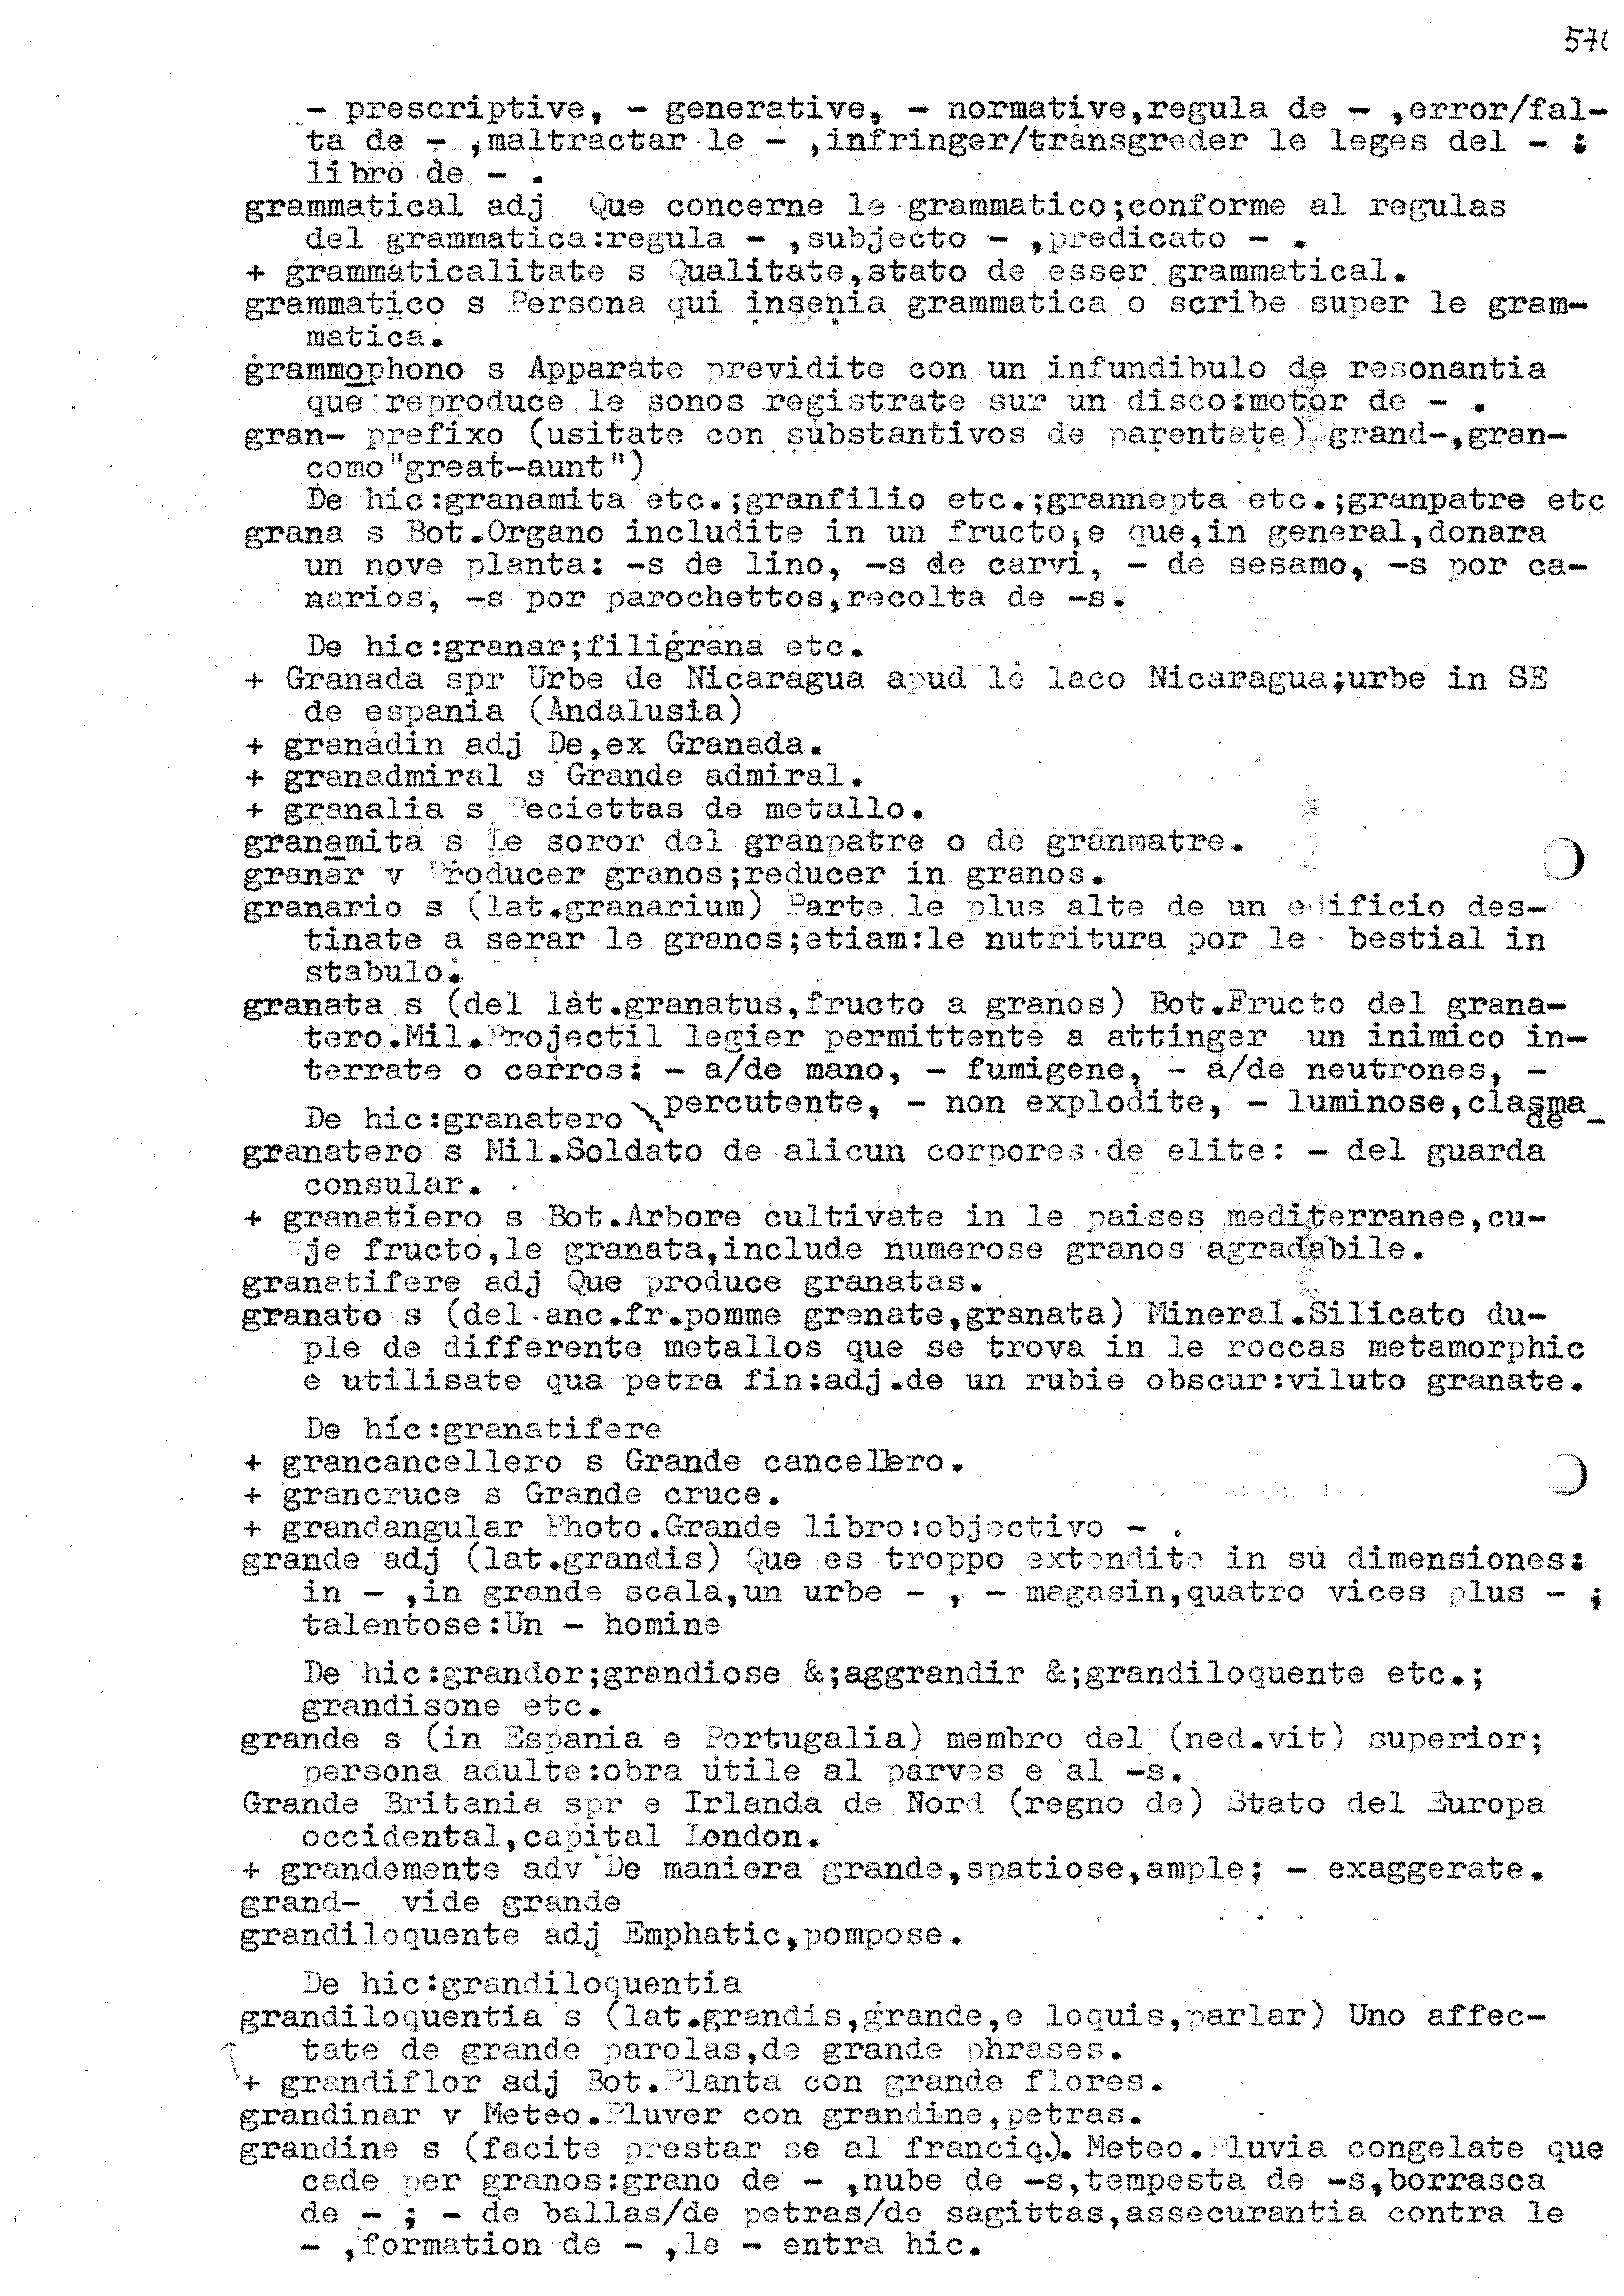 570
- prescriptive, - generative, - normative,regula de - ,error/fal-
ta de - ,maltractar le - ,infringer/transgreder le leges del - ;
libro de - .
grammatical adj Que concerne le grammatico;conforme al regulas
del grammatica:regula - ,subjecto - ,predicato - .
+ grammaticalitate s Qualitate,stato de esser grammatical.
grammatico s Persona qui insenia grammatica o scribe super le gram-
matica.
grammophono s Apparate previdite con un infundibulo de resonantia
que reproduce le sonos registrate sur un disco:motor de - .
gran- prefixo (usitate con substantivos de parentate) grand-,gran-
como"great-aunt")
De hic:granamita etc.;granfilio etc.;grannepta etc.;granpatre etc
grana s Bot.Organo includite in un fructo;e que,in general,donara
un nove planta: -s de lino, -s de carvi, - de sesamo, -s por ca-
narios, -s por parochettos,recolta de -s.
De hic:granar;filigrana etc.
+ Granada spr Urbe de Nicaragua apud le laco Nicaragua;urbe in SE
de espania (Andalusia)
+ granadin adj De,ex Granada.
+ granadmiral s Grande admiral.
+ granalia s Peciettas de metallo.
granamita s Le soror del granpatre o de granmatre.
granar v Producer granos;reducer in granos.
granario s (lat.granarium) Parte le plus alte de un edificio des-
tinate a serar le granos;etiam:le nutritura por le bestial in
stabulo.
granata s (del lat.granatus,fructo a granos) Bot.Fructo del grana-
tero.Mil.Projectil legier permittente a attinger un inimico in-
terrate o carros: - a/de mano, - fumigene, - a/de neutrones, -
percutente, - non explodite, - luminose,clasma de -
De hic:granatero
granatero s Mil.Soldato de alicun corpores de elite: - del guarda
consular.
+ granatiero s Bot.Arbore cultivate in le paises mediterranee,cu-
je fructo,le granata,include numerose granos agradabile.
granatifere adj Que produce granatas.
granato s (del anc.fr.pomme grenate,granata) Mineral.Silicato du-
ple de differente metallos que se trova in le roccas metamorphic
e utilisate qua petra fin:adj.de un rubie obscur:viluto granate.
De hic:granatifere
+ grancancellero s Grande cancellero.
+ grancruce s Grande cruce.
+ grandangular Photo.Grande libro:objectivo - .
grande adj (lat.grandis) Que es troppo extendite in su dimensiones:
in - ,in grande scala,un urbe - , - magasin,quatro vices plus - ;
talentose:Un - homine
De hic:grandor;grandiose &;aggrandir &;grandiloquente etc.;
grandisone etc.
grande s (in Espania e Portugalia) membro del (ned.vit) superior;
persona adulte:obra utile al parves e al -s.
Grande Britania spr e Irlanda de Nord (regno de) Stato del Europa
occidental,capital London.
+ grandemente adv De maniera grande,spatiose,ample; - exaggerate.
grand- vide grande
grandiloquente adj Emphatic,pompose.
De hic:grandiloquentia
grandiloquentia s (lat.grandis,grande,e loquis,parlar) Uno affec-
tate de grande parolas,de grande phrases.
+ grandiflor adj Bot.Planta con grande flores.
grandinar v Meteo.Pluver con grandine,petras.
grandine s (facite prestar se al franciq.). Meteo.Pluvia congelate que
cade per granos:grano de - ,nube de -s,tempesta de -s,borrasca
de - ; - de ballas/de petras/de sagittas,assecurantia contra le
- ,formation de - ,le - entra hic.